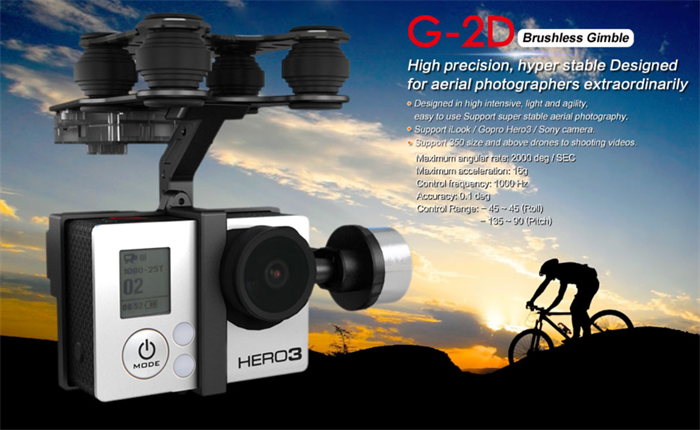 G-2D Brushless Gimble
High precision, hyper stable Designed
for aerial photographers extraordinarily
Designed in high intensive, light and agility,
easy to use Support super stable aerial photography.
Support iLook / Gopro Hero3 / Sony camera.
Support 350 size and above drones to shooting videos.
Maximum angular rate: 2000 deg / SEC
Maximum acceleration: 16g
Control frequency: 1000 Hz
Accuracy: 0.1 deg
Control Range: ~ 45 ~ 45 (Roll)
~ 135 ~ 90 (Pitch)
1080-25T
02
00:52
MODE
HERO3